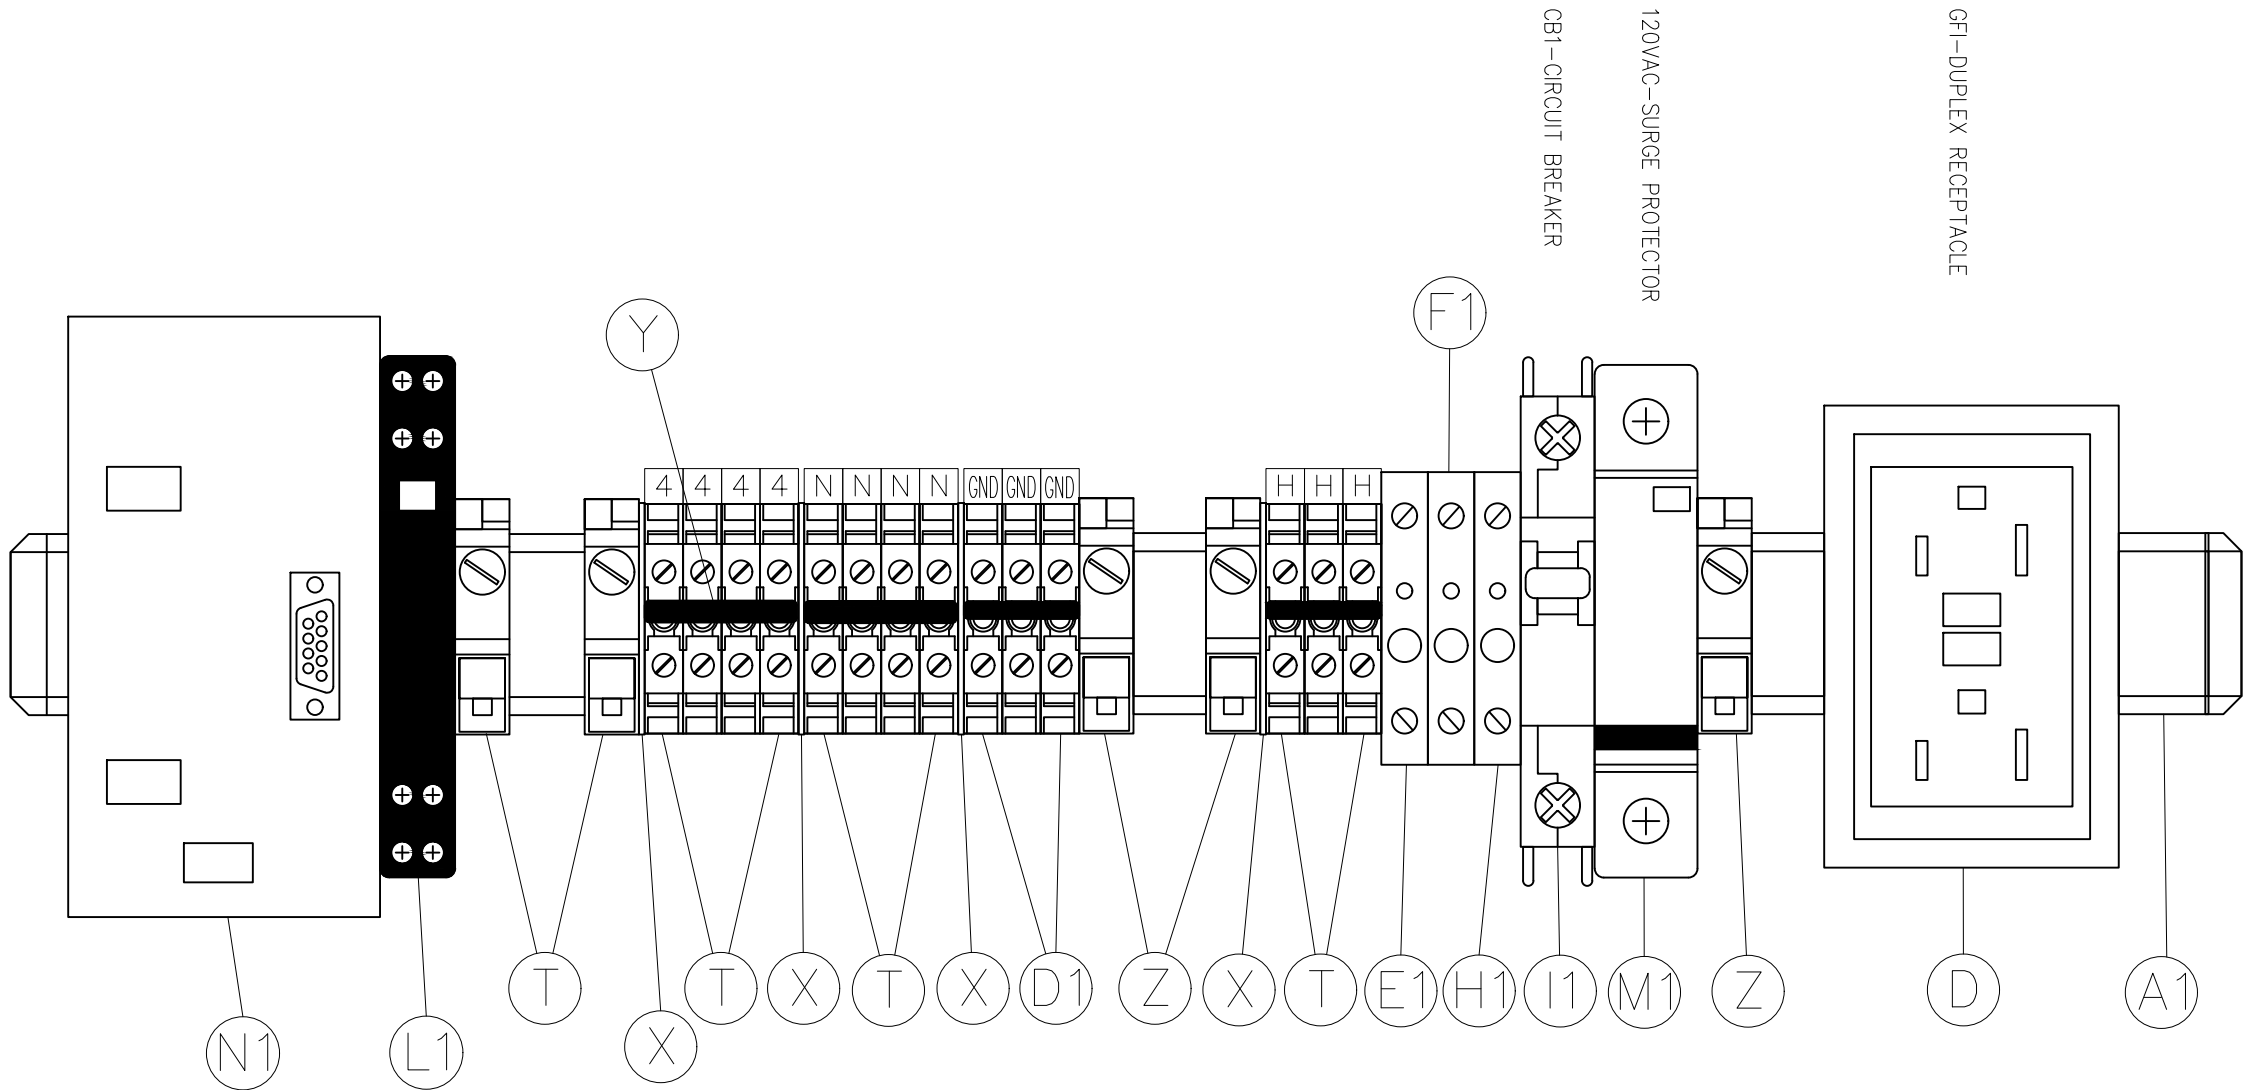 CB1-CIRCUIT BREAKER
120VAC-SURGE PROTECTOR
GFI-DUPLEX RECEPTACLE
F1
Y
4 4 4 4 N N N N GND GND GND H H H
T T X T X D1 Z X T E1 H1 I1 M1 Z D A1
N1 L1 X